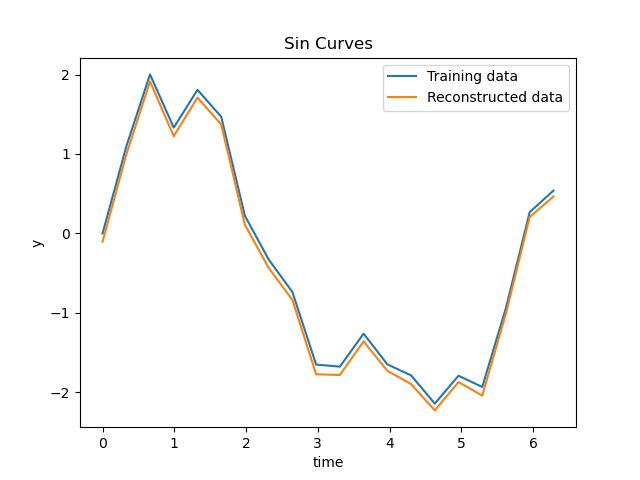 Sin Curves
Training data
Reconstructed data
2
1
0
−1
−2
y
0 1 2 3 4 5 6
time